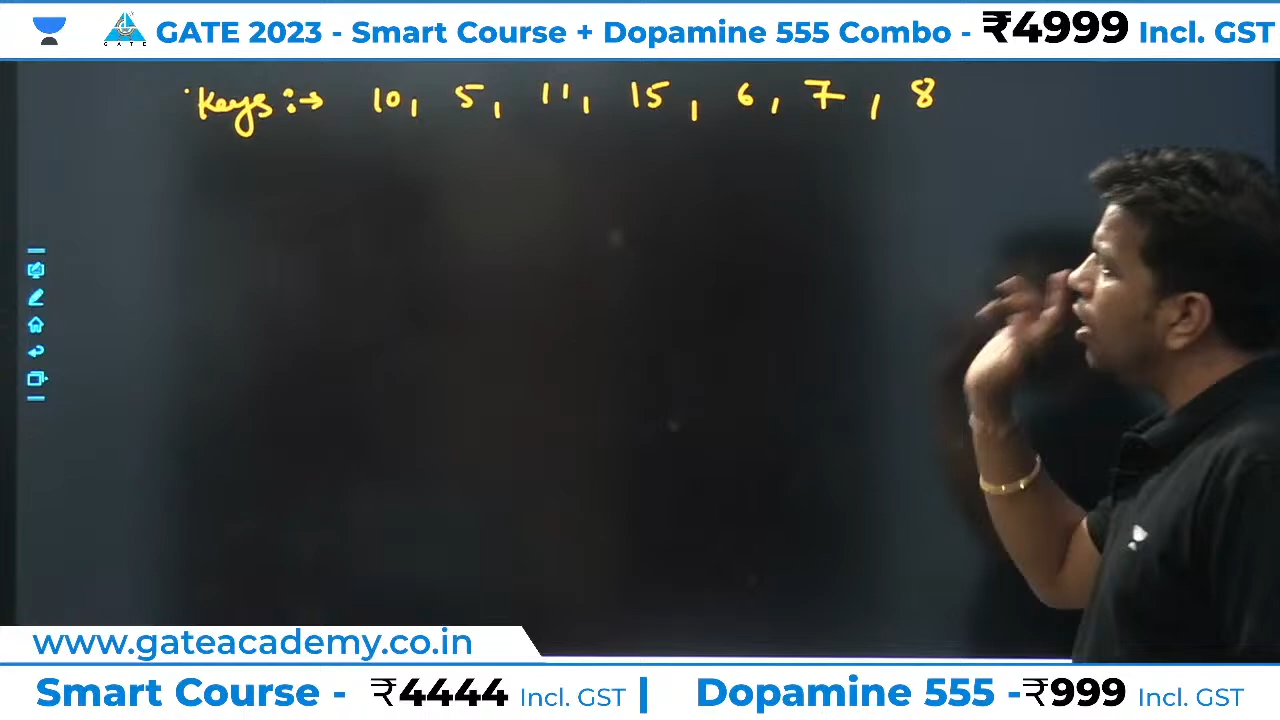 GATE 2023 - Smart Course + Dopamine 555 Combo - ₹4999 Incl. GST
GATE
Keys :→ 10, 5, 11, 15, 6, 7, 8
www.gateacademy.co.in
Smart Course - ₹4444 Incl. GST | Dopamine 555 -₹999 Incl. GST